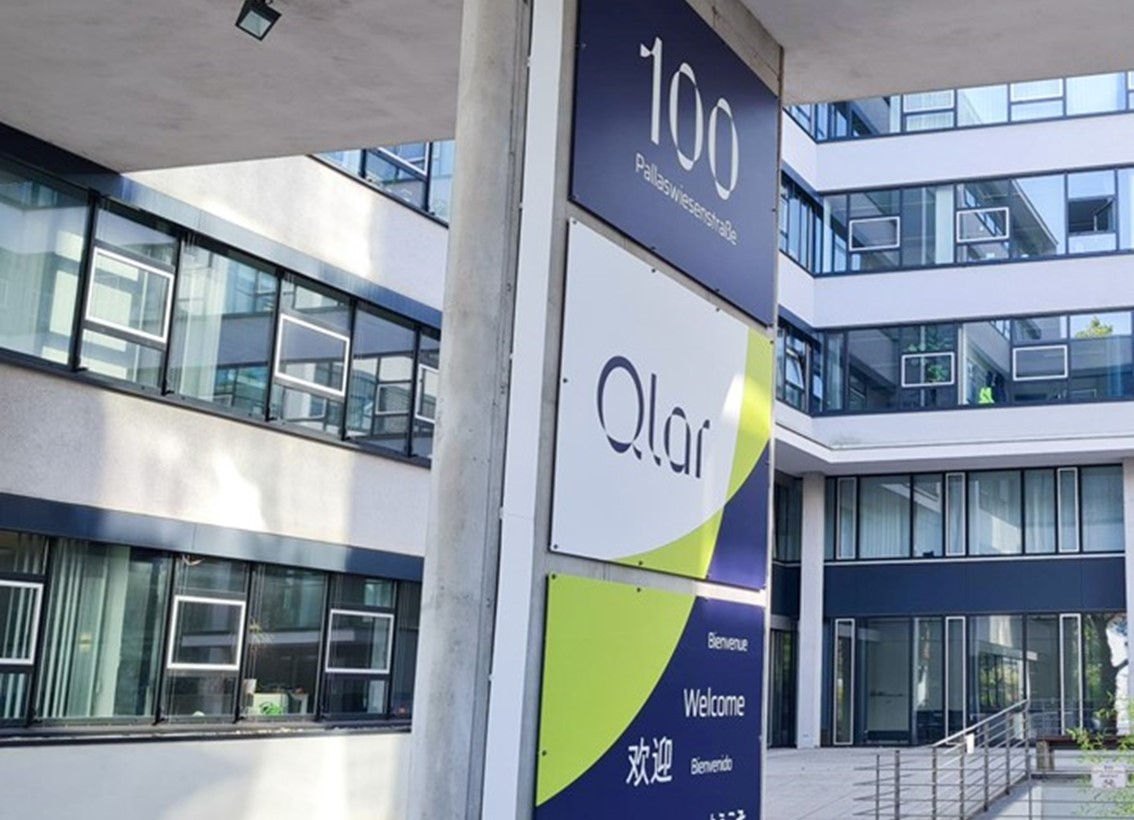 100
Pallaswiesenstraße
Qlar
Bienvenue
Welcome
欢迎
Bienvenido